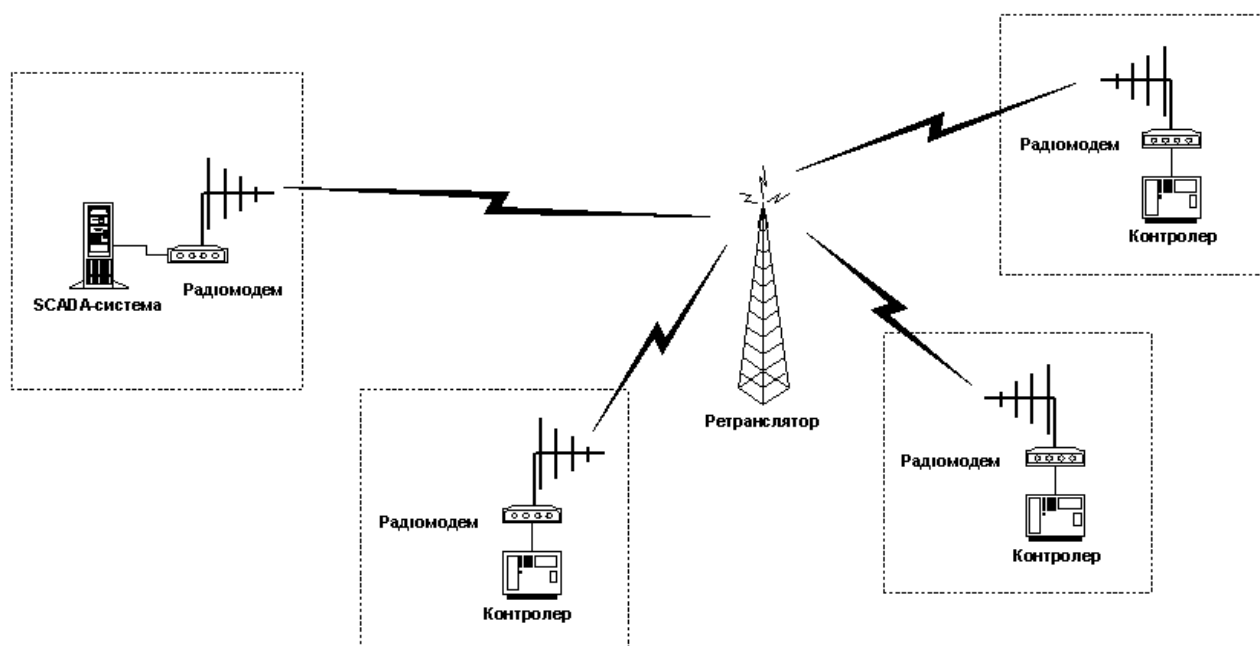 Радіомодем
Контролер
Радіомодем
SCADA-система
Ретранслятор
Радіомодем
Контролер
Радіомодем
Контролер